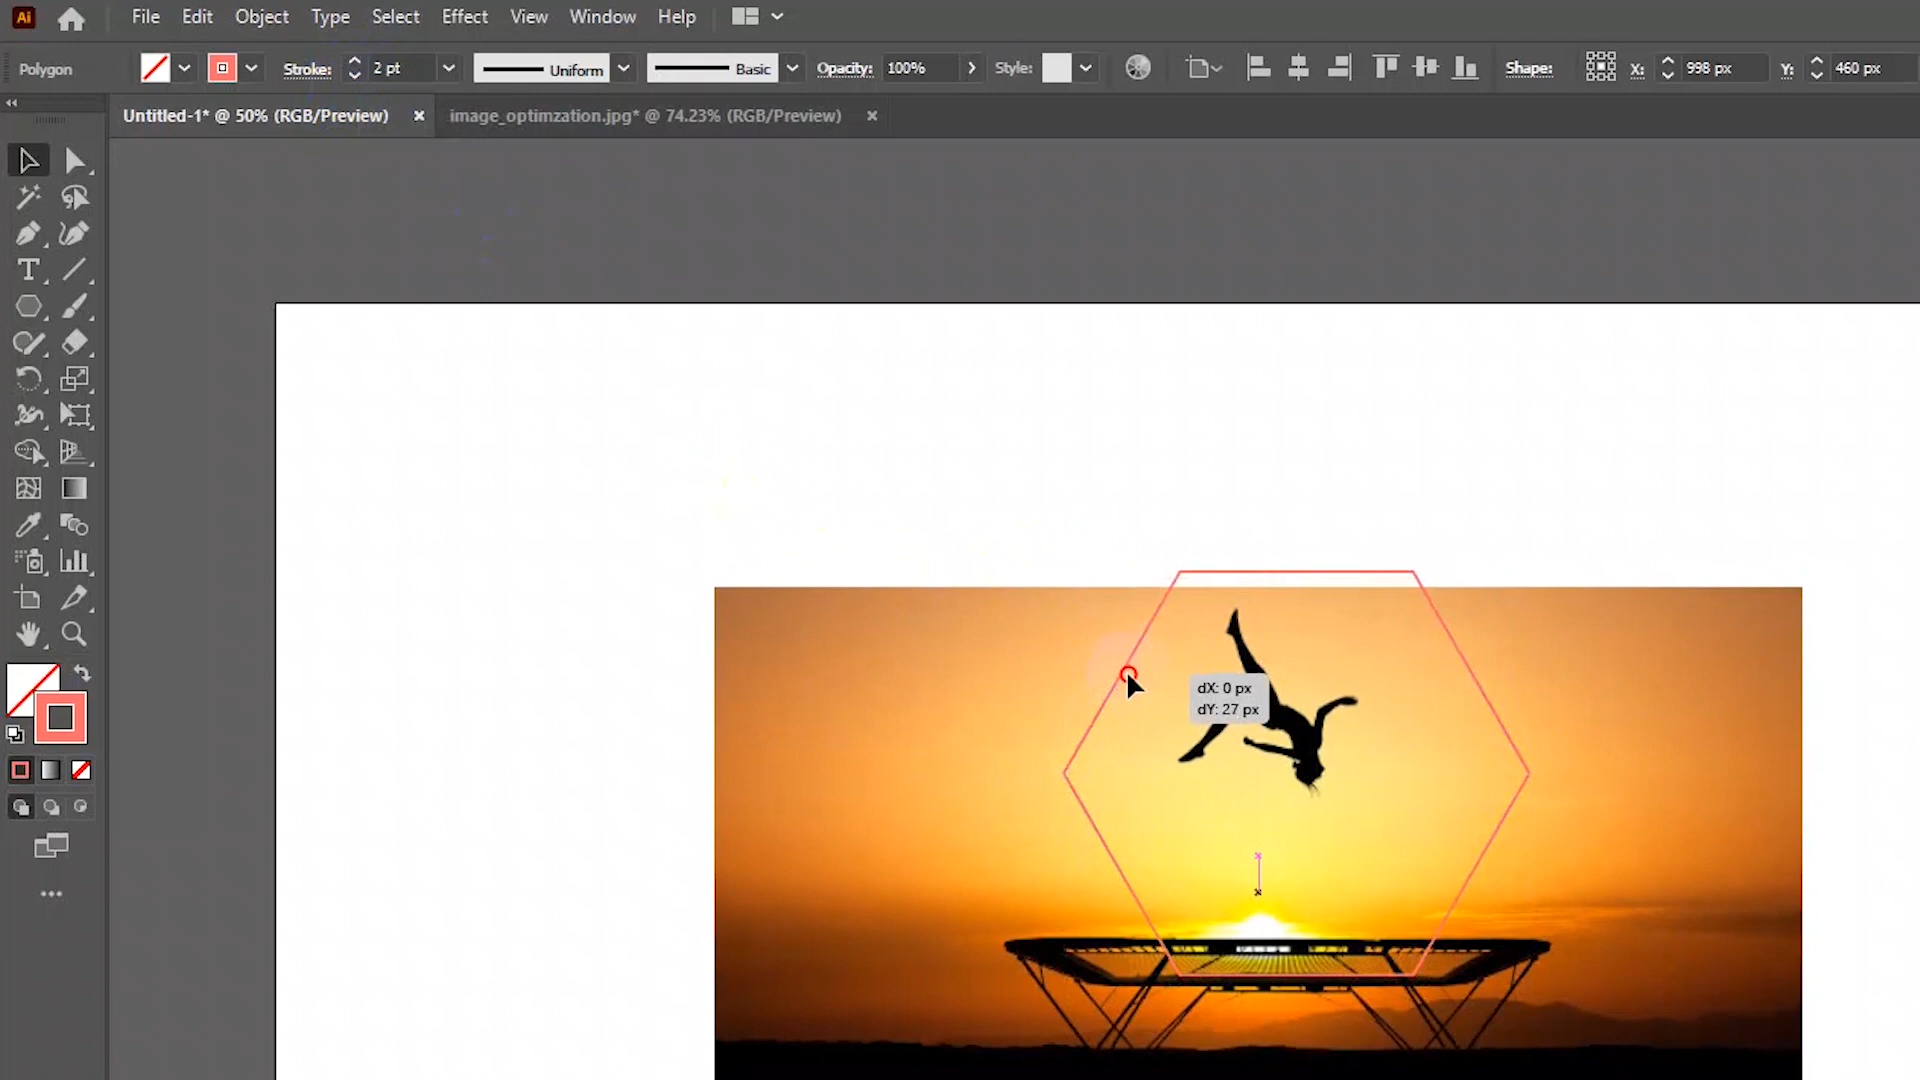 Ai File Edit Object Type Select Effect View Window Help
Polygon Stroke: 2 pt Uniform Basic Opacity: 100% Style: Shape: X: 998 px Y: 460 px
Untitled-1* @ 50% (RGB/Preview) × image_optimzation.jpg* @ 74.23% (RGB/Preview) ×
dX: 0 px
dY: 27 px